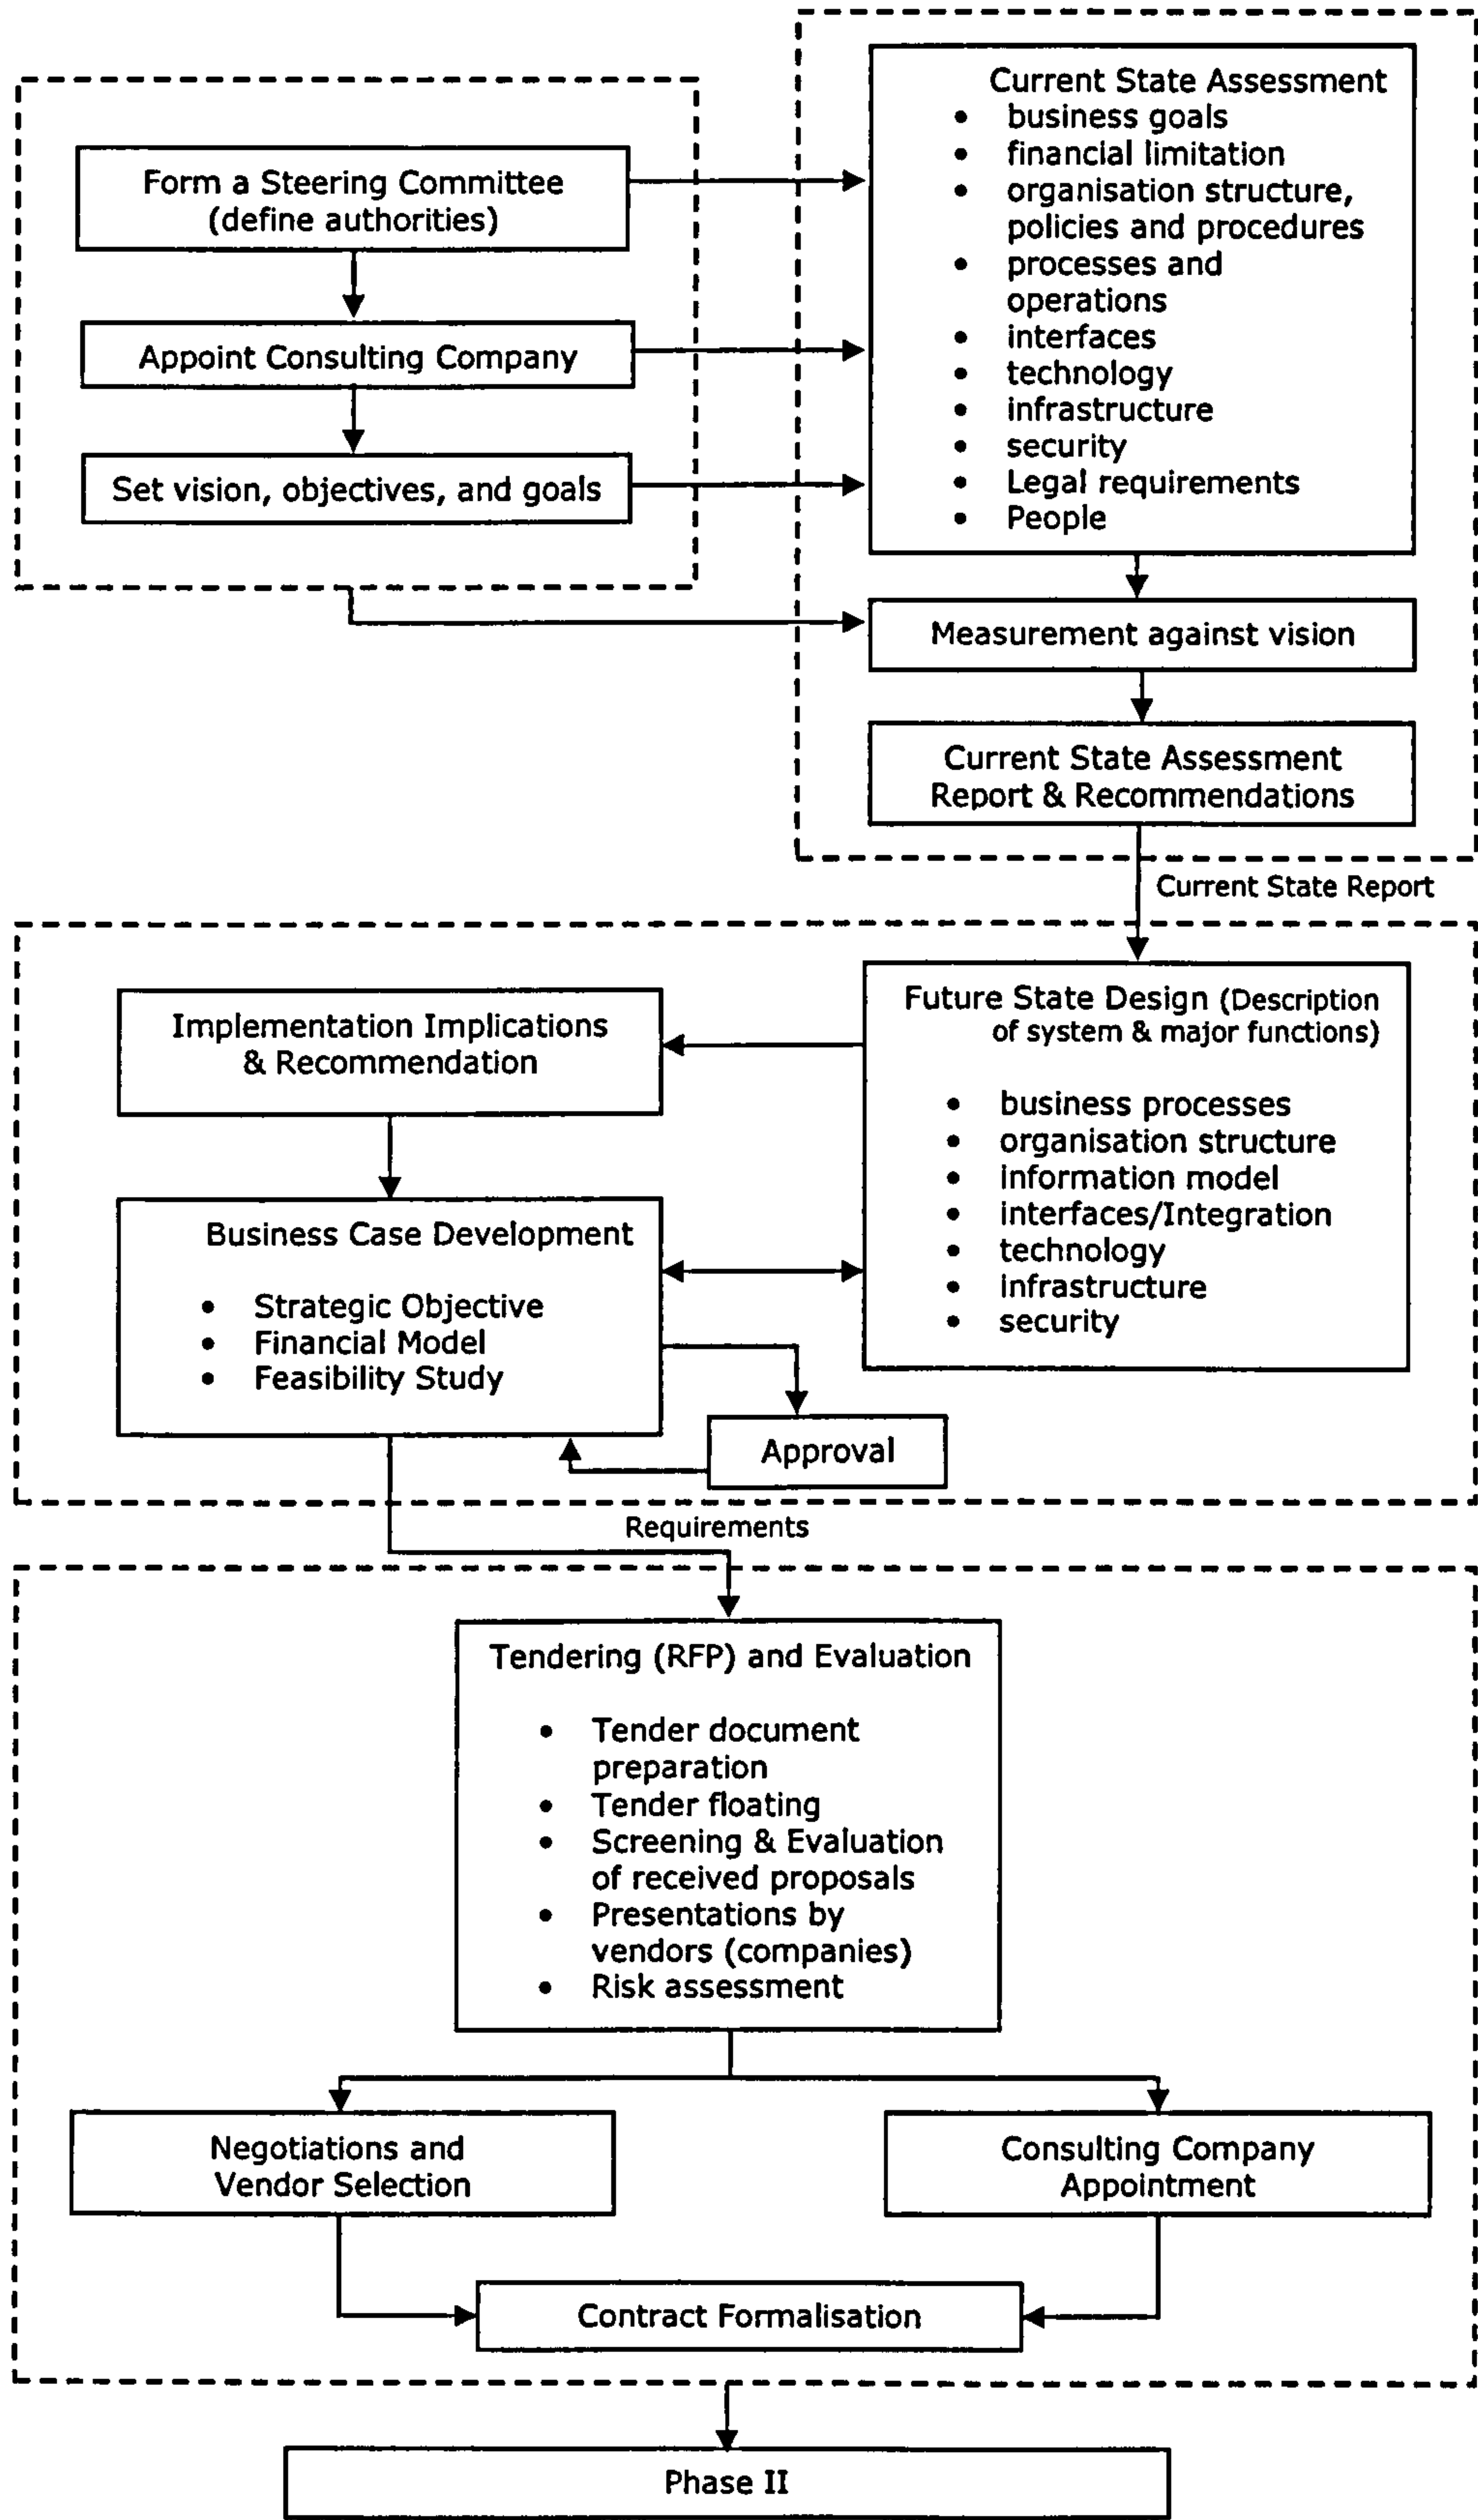 Form a Steering Committee
(define authorities)
Appoint Consulting Company
Set vision, objectives, and goals
Current State Assessment
• business goals
• financial limitation
• organisation structure,
policies and procedures
• processes and
operations
• interfaces
• technology
• infrastructure
• security
• Legal requirements
• People
Measurement against vision
Current State Assessment
Report & Recommendations
Current State Report
Implementation Implications
& Recommendation
Future State Design (Description
of system & major functions)
• business processes
• organisation structure
• information model
• interfaces/Integration
• technology
• infrastructure
• security
Business Case Development
• Strategic Objective
• Financial Model
• Feasibility Study
Approval
Requirements
Tendering (RFP) and Evaluation
• Tender document
preparation
• Tender floating
• Screening & Evaluation
of received proposals
• Presentations by
vendors (companies)
• Risk assessment
Negotiations and
Vendor Selection
Consulting Company
Appointment
Contract Formalisation
Phase II